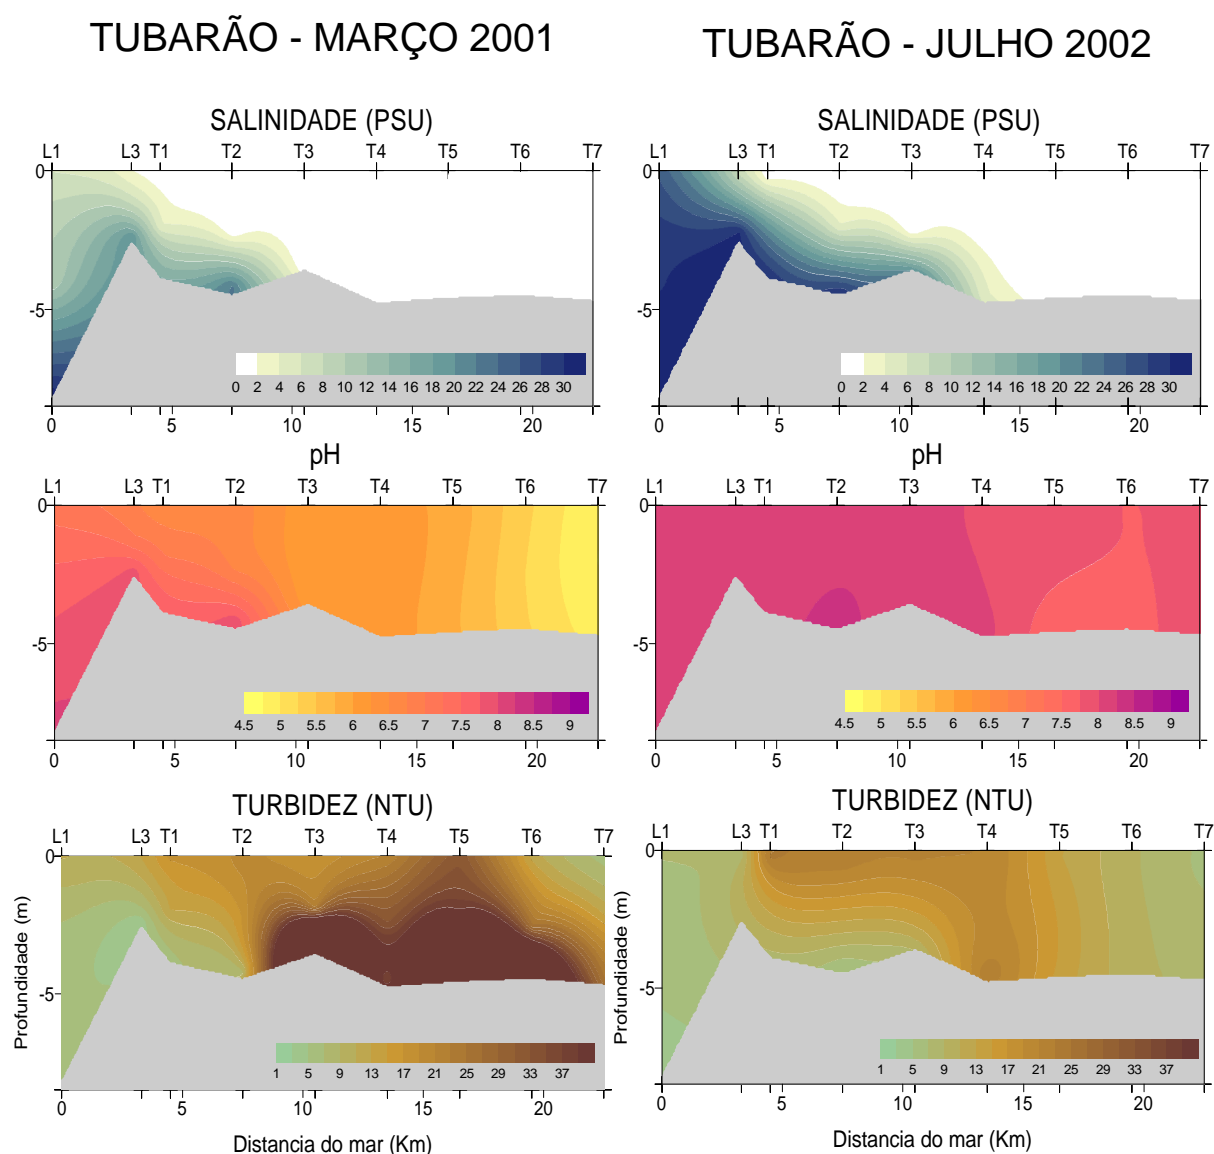 TUBARÃO - MARÇO 2001
TUBARÃO - JULHO 2002
SALINIDADE (PSU)
L1 L3 T1 T2 T3 T4 T5 T6 T7
0
-5
0 2 4 6 8 10 12 14 16 18 20 22 24 26 28 30
0 5 10 15 20
SALINIDADE (PSU)
L1 L3 T1 T2 T3 T4 T5 T6 T7
0
-5
0 2 4 6 8 10 12 14 16 18 20 22 24 26 28 30
0 5 10 15 20
pH
L1 L3 T1 T2 T3 T4 T5 T6 T7
0
-5
4.5 5 5.5 6 6.5 7 7.5 8 8.5 9
0 5 10 15 20
pH
L1 L3 T1 T2 T3 T4 T5 T6 T7
0
-5
4.5 5 5.5 6 6.5 7 7.5 8 8.5 9
0 5 10 15 20
TURBIDEZ (NTU)
L1 L3 T1 T2 T3 T4 T5 T6 T7
0
-5
Profundidade (m)
1 5 9 13 17 21 25 29 33 37
0 5 10 15 20
Distancia do mar (Km)
TURBIDEZ (NTU)
L1 L3 T1 T2 T3 T4 T5 T6 T7
0
-5
Profundidade (m)
1 5 9 13 17 21 25 29 33 37
0 5 10 15 20
Distancia do mar (Km)